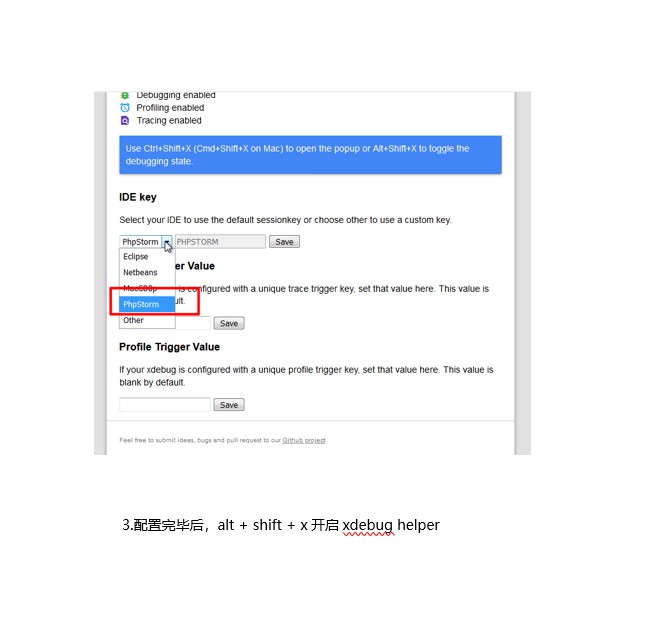 Debugging enabled
Profiling enabled
Tracing enabled
Use Ctrl+Shift+X (Cmd+Shift+X on Mac) to open the popup or Alt+Shift+X to toggle the
debugging state.
IDE key
Select your IDE to use the default sessionkey or choose other to use a custom key.
PhpStorm PHPSTORM Save
Eclipse
Netbeans
er Value
is configured with a unique trace trigger key, set that value here. This value is
PhpStorm ult.
Other Save
Profile Trigger Value
If your xdebug is configured with a unique profile trigger key, set that value here. This value is
blank by default.
Save
Feel free to submit ideas, bugs and pull request to our Github project
3.配置完毕后，alt + shift + x 开启 xdebug helper